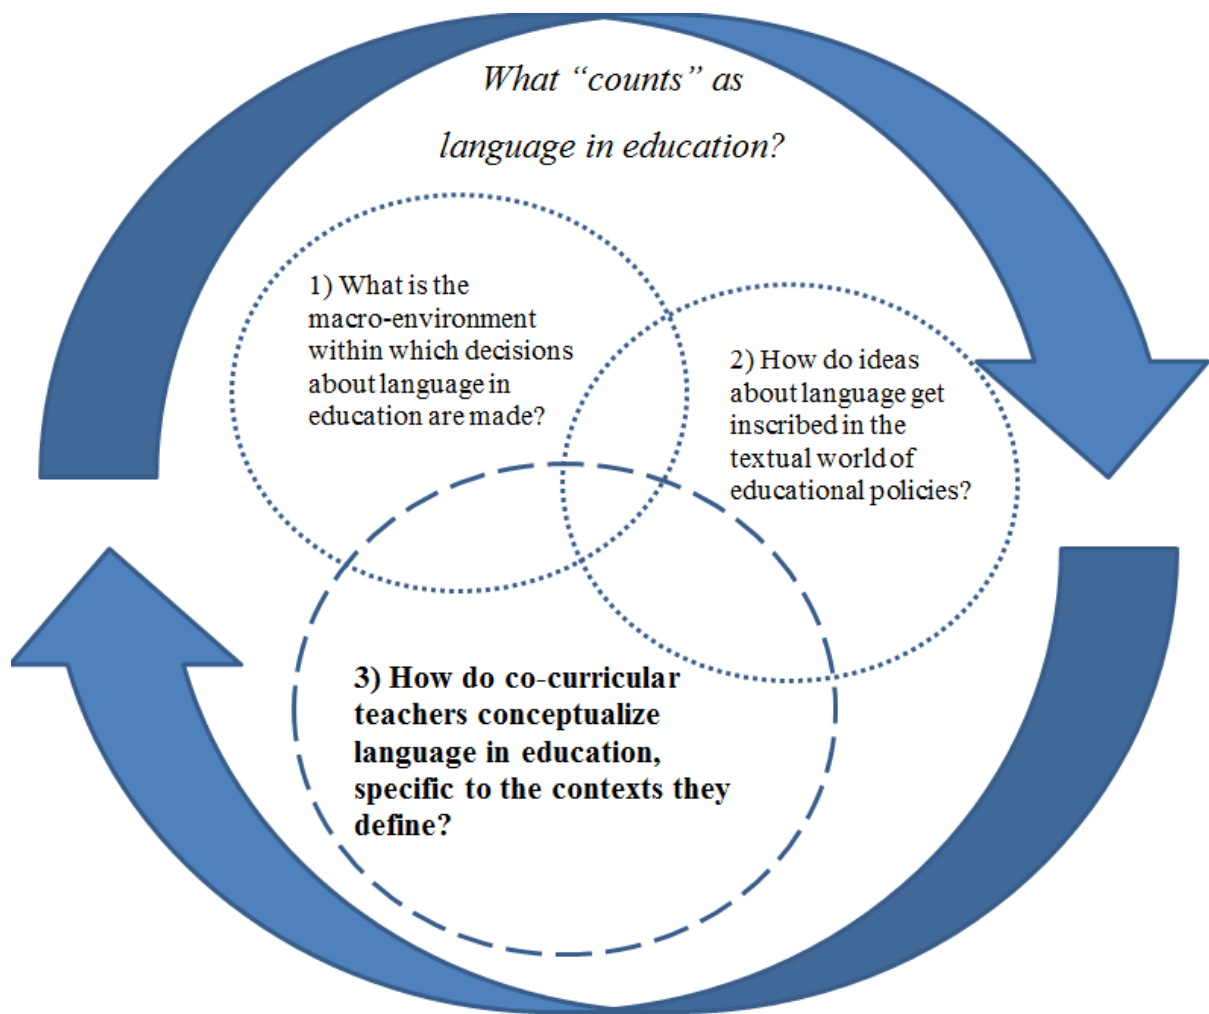 What “counts” as
language in education?
1) What is the
macro-environment
within which decisions
about language in
education are made?
2) How do ideas
about language get
inscribed in the
textual world of
educational policies?
3) How do co-curricular
teachers conceptualize
language in education,
specific to the contexts they
define?